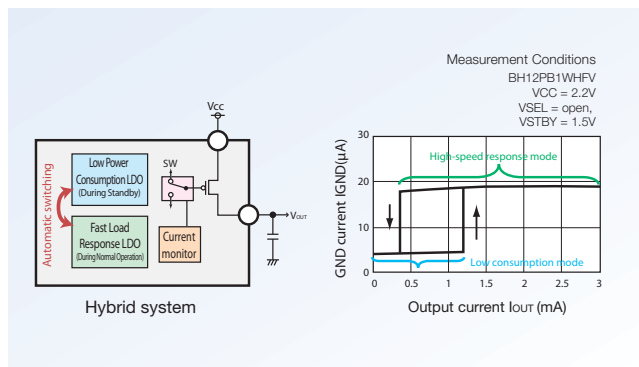 Measurement Conditions
BH12PB1WHFV
VCC = 2.2V
VSEL = open,
VSTBY = 1.5V
Vcc
Automatic switching
Low Power
Consumption LDO
(During Standby)
Fast Load
Response LDO
(During Normal Operation)
SW
Current
monitor
VOUT
Hybrid system
GND current IGND(μA)
30
20
10
0
High-speed response mode
Low consumption mode
0 0.5 1 1.5 2 2.5 3
Output current IOUT (mA)